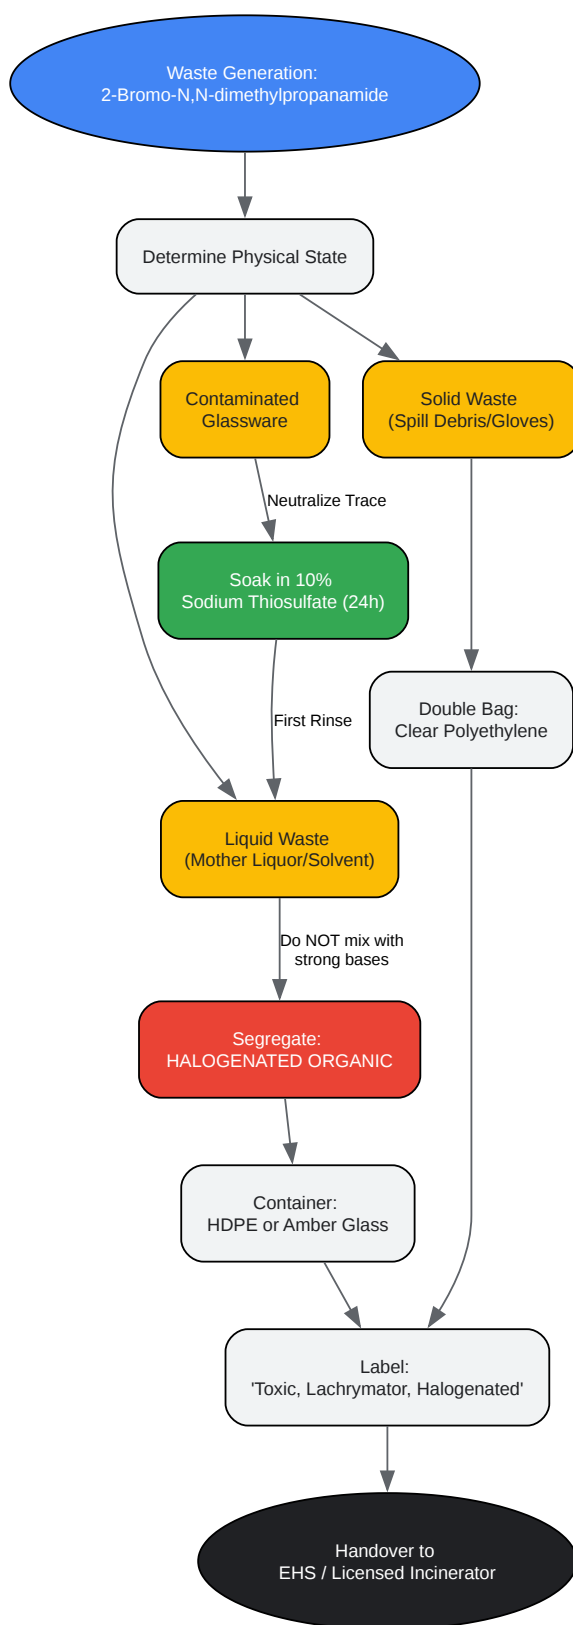 Waste Generation:
2-Bromo-N,N-dimethylpropanamide
Determine Physical State
Contaminated
Glassware
Solid Waste
(Spill Debris/Gloves)
Neutralize Trace
Soak in 10%
Sodium Thiosulfate (24h)
First Rinse
Double Bag:
Clear Polyethylene
Liquid Waste
(Mother Liquor/Solvent)
Do NOT mix with
strong bases
Segregate:
HALOGENATED ORGANIC
Container:
HDPE or Amber Glass
Label:
'Toxic, Lachrymator, Halogenated'
Handover to
EHS / Licensed Incinerator